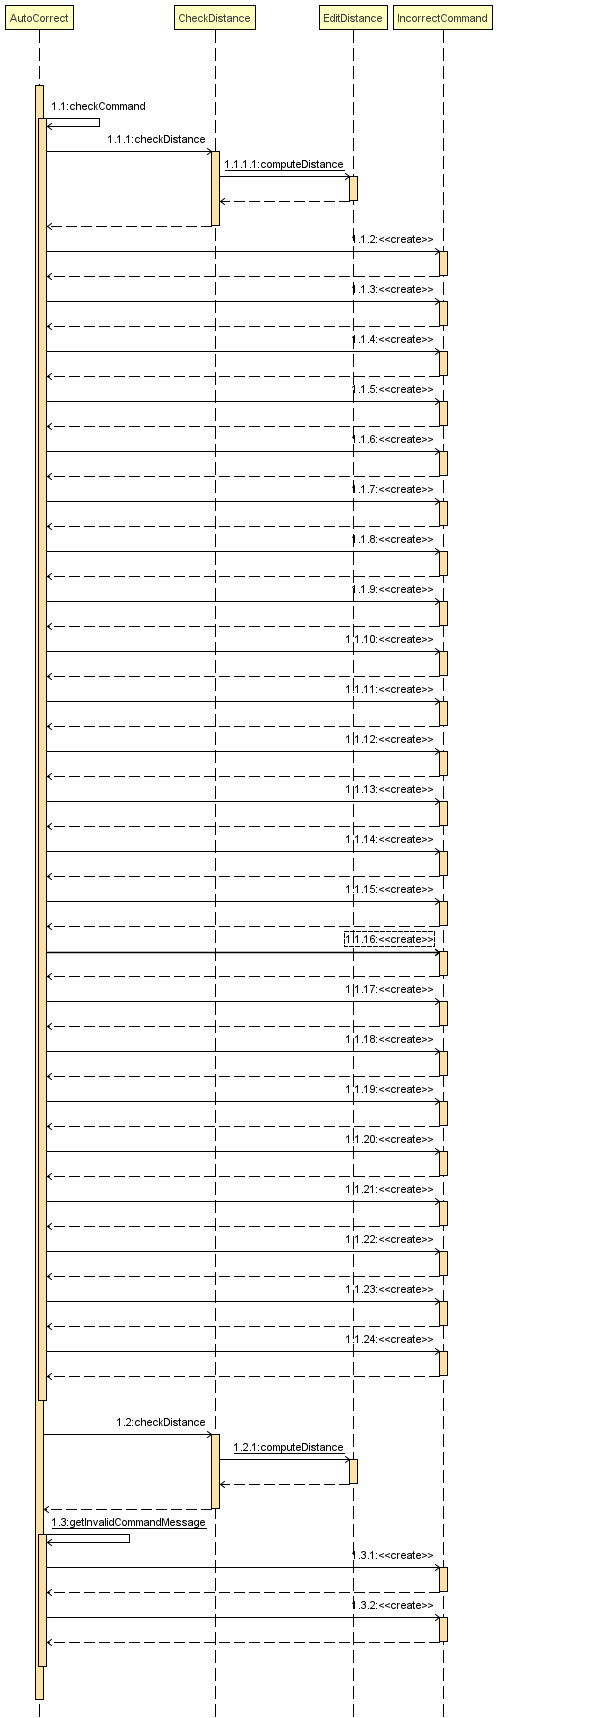 AutoCorrect CheckDistance EditDistance IncorrectCommand
1.1:checkCommand
1.1.1:checkDistance
1.1.1.1:computeDistance
1.1.2:<<create>>
1.1.3:<<create>>
1.1.4:<<create>>
1.1.5:<<create>>
1.1.6:<<create>>
1.1.7:<<create>>
1.1.8:<<create>>
1.1.9:<<create>>
1.1.10:<<create>>
1.1.11:<<create>>
1.1.12:<<create>>
1.1.13:<<create>>
1.1.14:<<create>>
1.1.15:<<create>>
1.1.16:<<create>>
1.1.17:<<create>>
1.1.18:<<create>>
1.1.19:<<create>>
1.1.20:<<create>>
1.1.21:<<create>>
1.1.22:<<create>>
1.1.23:<<create>>
1.1.24:<<create>>
1.2:checkDistance
1.2.1:computeDistance
1.3:getInvalidCommandMessage
1.3.1:<<create>>
1.3.2:<<create>>